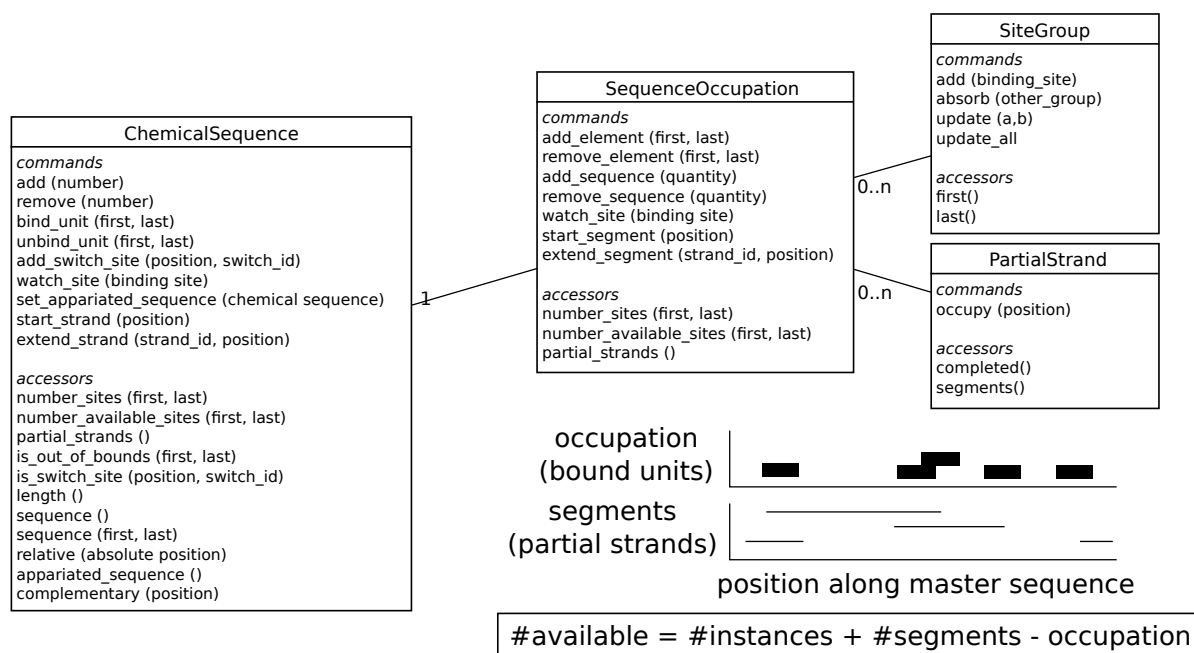 ChemicalSequence
commands
add (number)
remove (number)
bind_unit (first, last)
unbind_unit (first, last)
add_switch_site (position, switch_id)
watch_site (binding site)
set_appariated_sequence (chemical sequence)
start_strand (position)
extend_strand (strand_id, position)
accessors
number_sites (first, last)
number_available_sites (first, last)
partial_strands ()
is_out_of_bounds (first, last)
is_switch_site (position, switch_id)
length ()
sequence ()
sequence (first, last)
relative (absolute position)
appariated_sequence ()
complementary (position)
1
SequenceOccupation
commands
add_element (first, last)
remove_element (first, last)
add_sequence (quantity)
remove_sequence (quantity)
watch_site (binding site)
start_segment (position)
extend_segment (strand_id, position)
accessors
number_sites (first, last)
number_available_sites (first, last)
partial_strands ()
0..n
0..n
SiteGroup
commands
add (binding_site)
absorb (other_group)
update (a,b)
update_all
accessors
first()
last()
PartialStrand
commands
occupy (position)
accessors
completed()
segments()
occupation
(bound units)
segments
(partial strands)
position along master sequence
#available = #instances + #segments - occupation